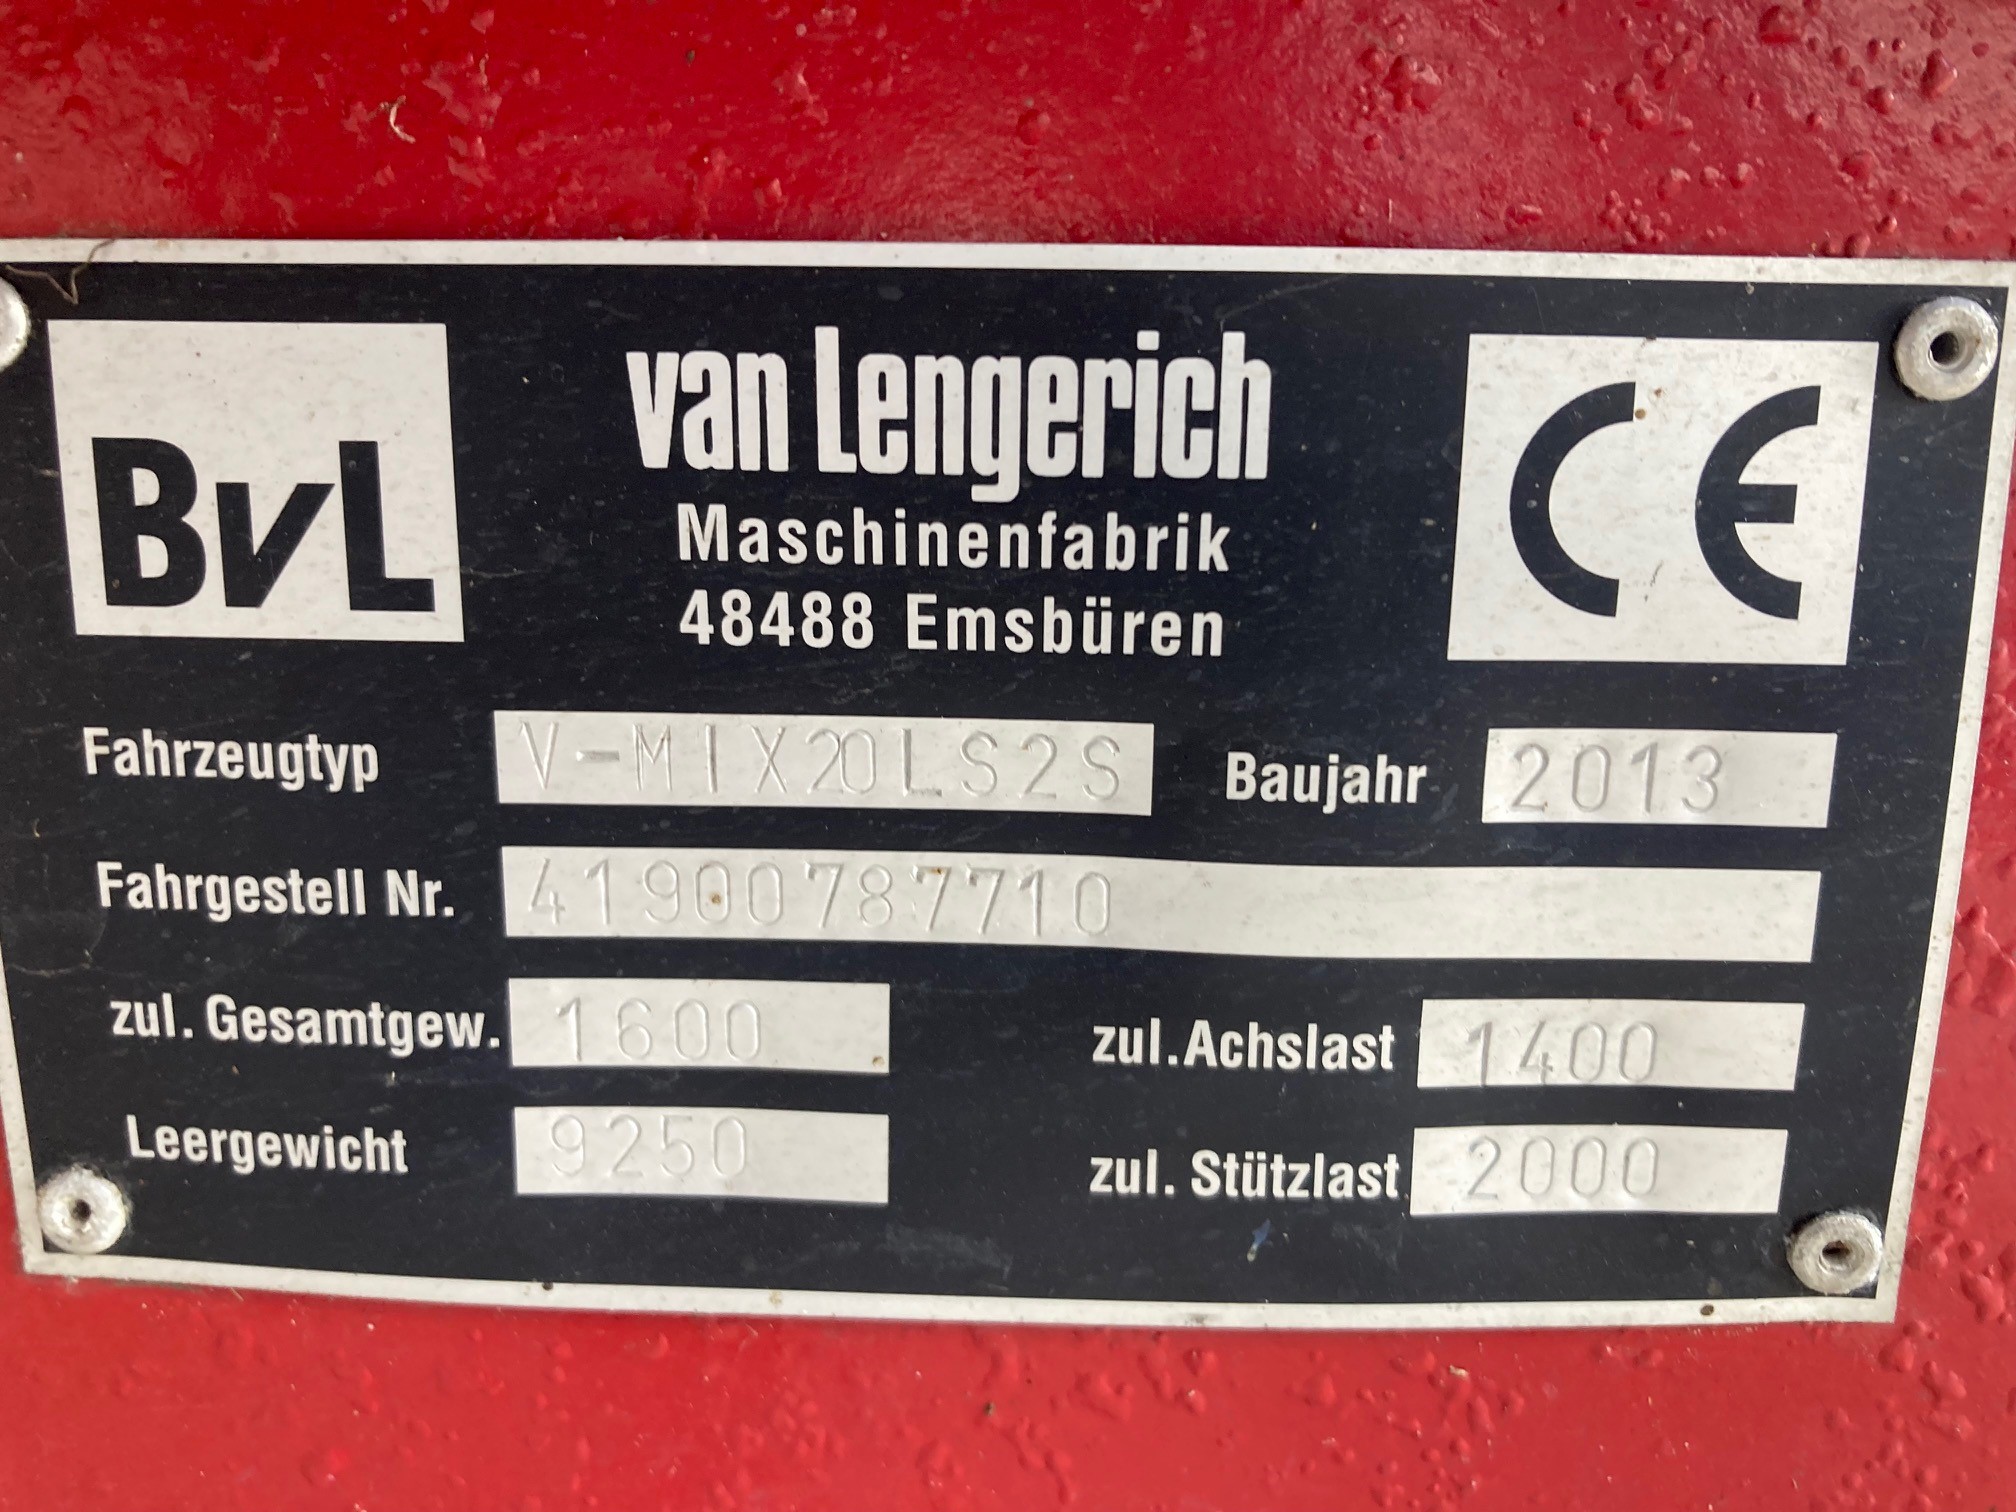 BvL
van Lengerich
Maschinenfabrik
48488 Emsbüren
CE
Fahrzeugtyp V-MIX20LS2S Baujahr 2013
Fahrgestell Nr. 41900787710
zul. Gesamtgew. 1600 zul. Achslast 1400
Leergewicht 9250 zul. Stützlast 2000